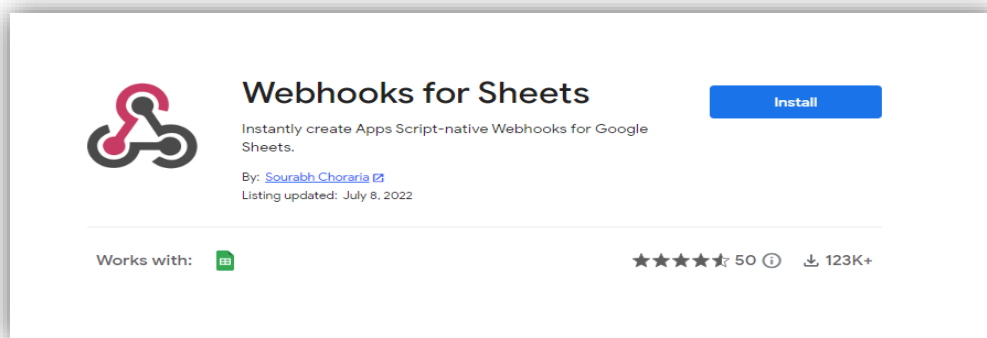 Webhooks for Sheets
Install
Instantly create Apps Script-native Webhooks for Google
Sheets.
By: Sourabh Choraria
Listing updated: July 8, 2022
Works with:
50
123K+